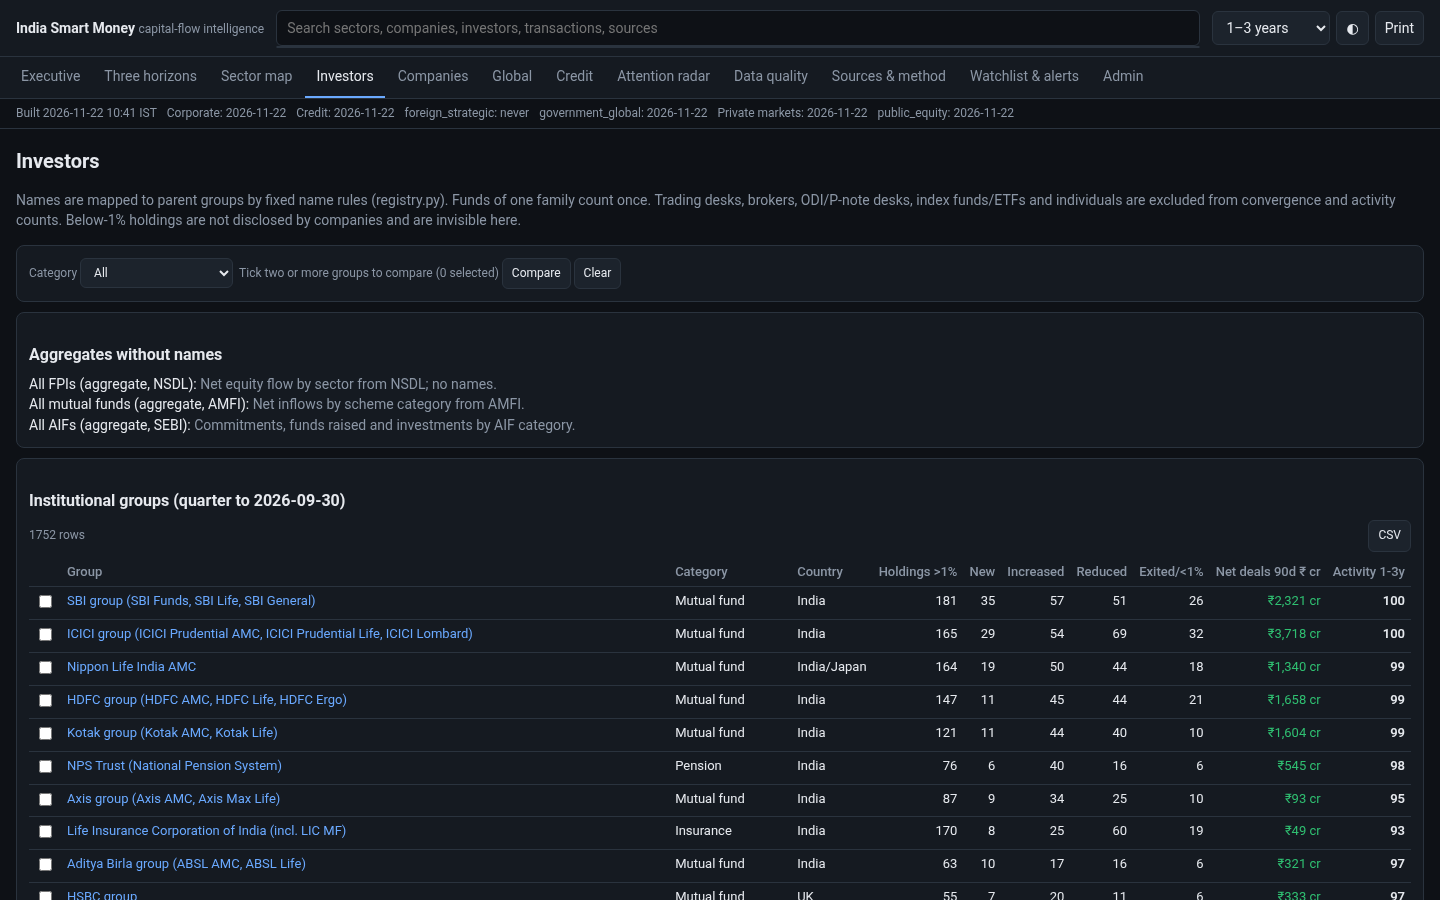 India Smart Money capital-flow intelligence Search sectors, companies, investors, transactions, sources 1–3 years ◐ Print
Executive Three horizons Sector map Investors Companies Global Credit Attention radar Data quality Sources & method Watchlist & alerts Admin
Built 2026-11-22 10:41 IST Corporate: 2026-11-22 Credit: 2026-11-22 foreign_strategic: never government_global: 2026-11-22 Private markets: 2026-11-22 public_equity: 2026-11-22
Investors
Names are mapped to parent groups by fixed name rules (registry.py). Funds of one family count once. Trading desks, brokers, ODI/P-note desks, index funds/ETFs and individuals are excluded from convergence and activity
counts. Below-1% holdings are not disclosed by companies and are invisible here.
Category All Tick two or more groups to compare (0 selected) Compare Clear
Aggregates without names
All FPIs (aggregate, NSDL): Net equity flow by sector from NSDL; no names.
All mutual funds (aggregate, AMFI): Net inflows by scheme category from AMFI.
All AIFs (aggregate, SEBI): Commitments, funds raised and investments by AIF category.
Institutional groups (quarter to 2026-09-30)
1752 rows CSV
Group Category Country Holdings >1% New Increased Reduced Exited/<1% Net deals 90d ₹ cr Activity 1-3y
SBI group (SBI Funds, SBI Life, SBI General) Mutual fund India 181 35 57 51 26 ₹2,321 cr 100
ICICI group (ICICI Prudential AMC, ICICI Prudential Life, ICICI Lombard) Mutual fund India 165 29 54 69 32 ₹3,718 cr 100
Nippon Life India AMC Mutual fund India/Japan 164 19 50 44 18 ₹1,340 cr 99
HDFC group (HDFC AMC, HDFC Life, HDFC Ergo) Mutual fund India 147 11 45 44 21 ₹1,658 cr 99
Kotak group (Kotak AMC, Kotak Life) Mutual fund India 121 11 44 40 10 ₹1,604 cr 99
NPS Trust (National Pension System) Pension India 76 6 40 16 6 ₹545 cr 98
Axis group (Axis AMC, Axis Max Life) Mutual fund India 87 9 34 25 10 ₹93 cr 95
Life Insurance Corporation of India (incl. LIC MF) Insurance India 170 8 25 60 19 ₹49 cr 93
Aditya Birla group (ABSL AMC, ABSL Life) Mutual fund India 63 10 17 16 6 ₹321 cr 97
HSBC group Mutual fund UK 55 7 20 11 6 ₹333 cr 97